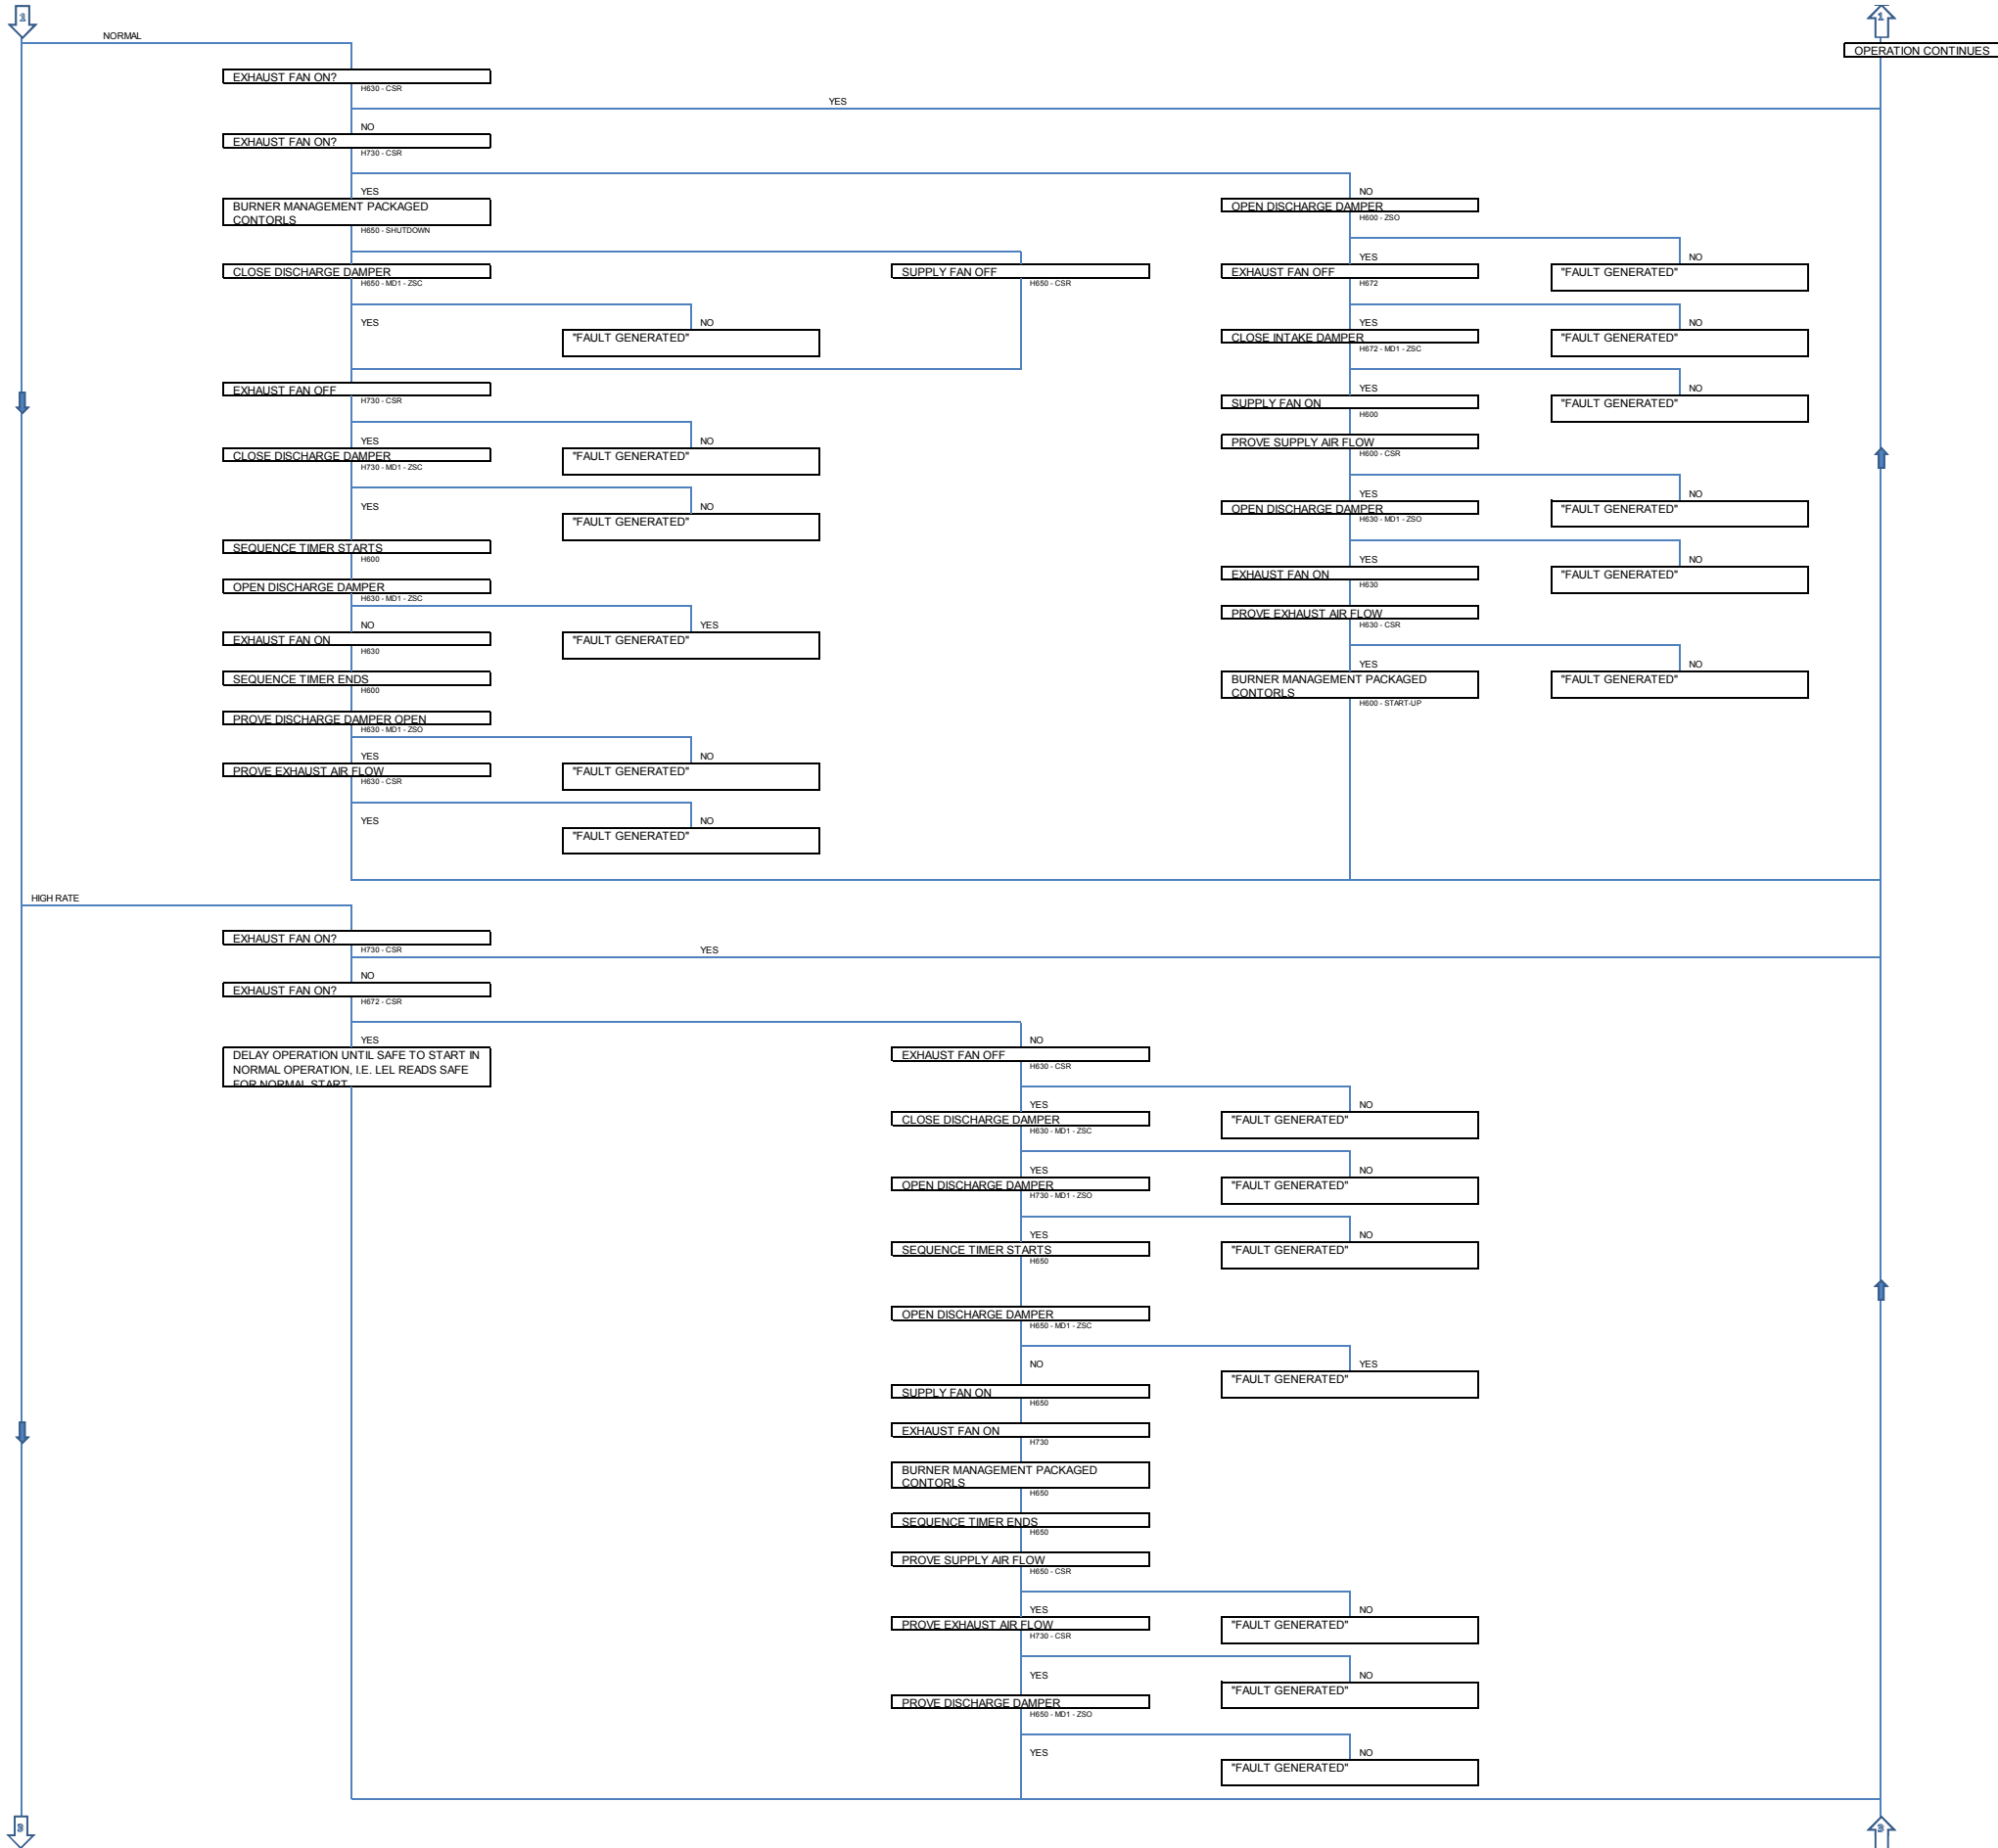 1
1
NORMAL
OPERATION CONTINUES
EXHAUST FAN ON?
H630 - CSR
YES
NO
EXHAUST FAN ON?
H730 - CSR
YES
NO
BURNER MANAGEMENT PACKAGED
CONTORLS
H650 - SHUTDOWN
OPEN DISCHARGE DAMPER
H600 - ZSO
YES
NO
CLOSE DISCHARGE DAMPER
H650 - MD1 - ZSC
SUPPLY FAN OFF
H650 - CSR
EXHAUST FAN OFF
H672
"FAULT GENERATED"
YES
NO
YES
NO
"FAULT GENERATED"
CLOSE INTAKE DAMPER
H672 - MD1 - ZSC
"FAULT GENERATED"
EXHAUST FAN OFF
H730 - CSR
YES
NO
SUPPLY FAN ON
H600
"FAULT GENERATED"
YES
NO
PROVE SUPPLY AIR FLOW
H600 - CSR
CLOSE DISCHARGE DAMPER
H730 - MD1 - ZSC
"FAULT GENERATED"
YES
NO
YES
NO
"FAULT GENERATED"
OPEN DISCHARGE DAMPER
H630 - MD1 - ZSO
"FAULT GENERATED"
SEQUENCE TIMER STARTS
H600
YES
NO
EXHAUST FAN ON
H630
"FAULT GENERATED"
OPEN DISCHARGE DAMPER
H630 - MD1 - ZSC
PROVE EXHAUST AIR FLOW
H630 - CSR
NO
YES
EXHAUST FAN ON
H630
"FAULT GENERATED"
YES
NO
SEQUENCE TIMER ENDS
H600
BURNER MANAGEMENT PACKAGED
CONTORLS
H600 - START-UP
"FAULT GENERATED"
PROVE DISCHARGE DAMPER OPEN
H630 - MD1 - ZSO
YES
NO
PROVE EXHAUST AIR FLOW
H630 - CSR
"FAULT GENERATED"
YES
NO
"FAULT GENERATED"
HIGH RATE
EXHAUST FAN ON?
H730 - CSR
YES
NO
EXHAUST FAN ON?
H672 - CSR
YES
NO
DELAY OPERATION UNTIL SAFE TO START IN
NORMAL OPERATION, I.E. LEL READS SAFE
FOR NORMAL START
EXHAUST FAN OFF
H630 - CSR
YES
NO
CLOSE DISCHARGE DAMPER
H630 - MD1 - ZSC
"FAULT GENERATED"
YES
NO
OPEN DISCHARGE DAMPER
H730 - MD1 - ZSO
"FAULT GENERATED"
YES
NO
SEQUENCE TIMER STARTS
H650
"FAULT GENERATED"
OPEN DISCHARGE DAMPER
H650 - MD1 - ZSC
NO
YES
"FAULT GENERATED"
SUPPLY FAN ON
H650
EXHAUST FAN ON
H730
BURNER MANAGEMENT PACKAGED
CONTORLS
H650
SEQUENCE TIMER ENDS
H650
PROVE SUPPLY AIR FLOW
H650 - CSR
YES
NO
PROVE EXHAUST AIR FLOW
H730 - CSR
"FAULT GENERATED"
YES
NO
"FAULT GENERATED"
PROVE DISCHARGE DAMPER
H650 - MD1 - ZSO
YES
NO
"FAULT GENERATED"